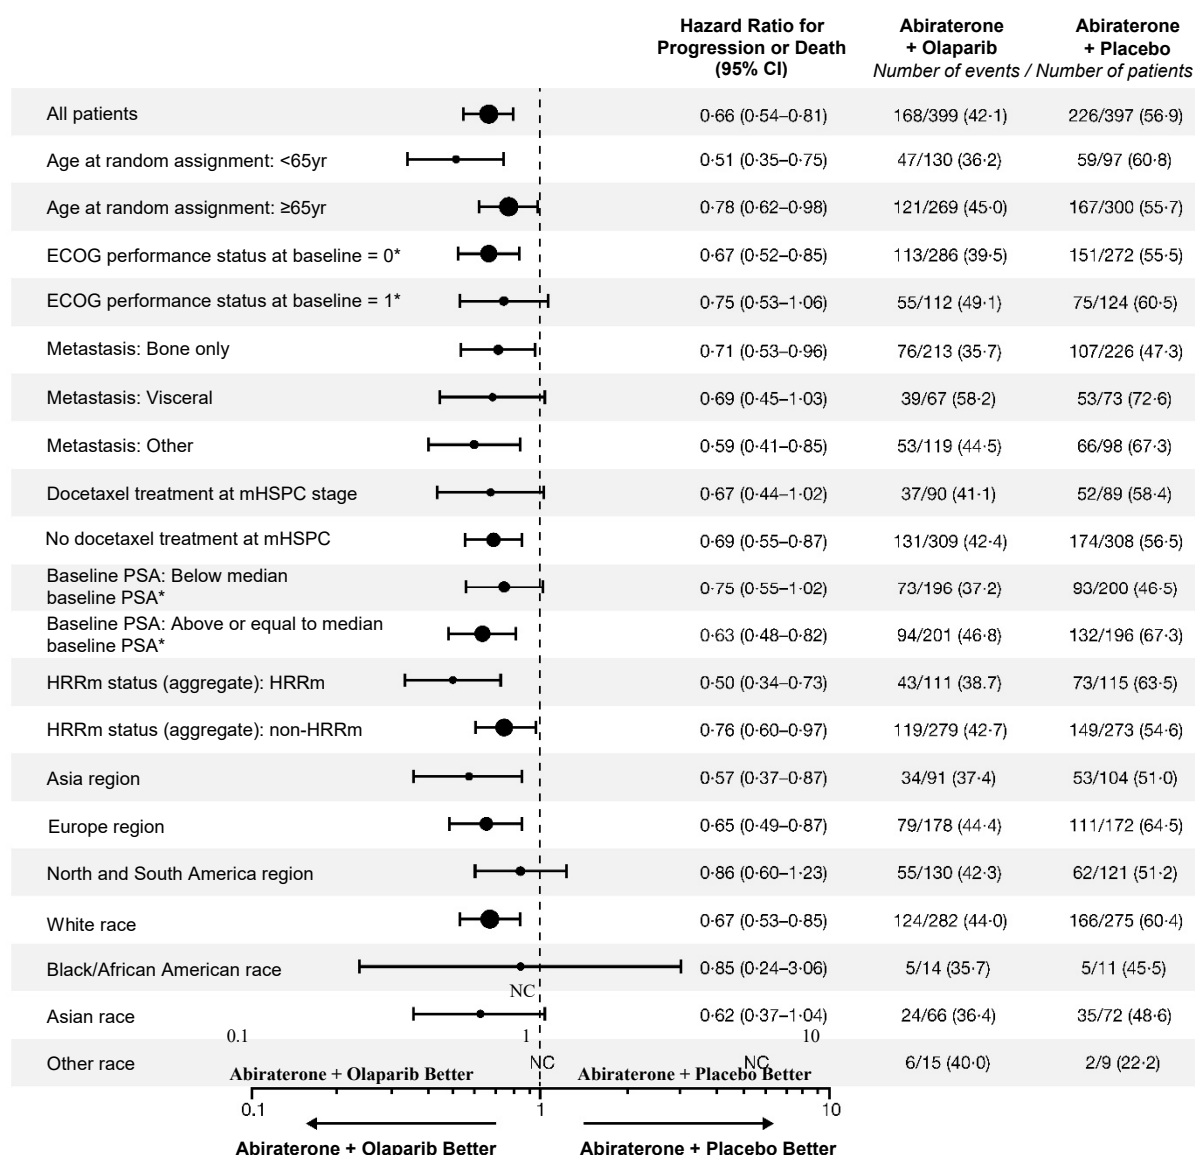 Hazard Ratio for Progression or Death (95% CI) Abiraterone + Olaparib Abiraterone + Placebo
Number of events / Number of patients
All patients 0·66 (0·54–0·81) 168/399 (42·1) 226/397 (56·9)
Age at random assignment: <65yr 0·51 (0·35–0·75) 47/130 (36·2) 59/97 (60·8)
Age at random assignment: ≥65yr 0·78 (0·62–0·98) 121/269 (45·0) 167/300 (55·7)
ECOG performance status at baseline = 0* 0·67 (0·52–0·85) 113/286 (39·5) 151/272 (55·5)
ECOG performance status at baseline = 1* 0·75 (0·53–1·06) 55/112 (49·1) 75/124 (60·5)
Metastasis: Bone only 0·71 (0·53–0·96) 76/213 (35·7) 107/226 (47·3)
Metastasis: Visceral 0·69 (0·45–1·03) 39/67 (58·2) 53/73 (72·6)
Metastasis: Other 0·59 (0·41–0·85) 53/119 (44·5) 66/98 (67·3)
Docetaxel treatment at mHSPC stage 0·67 (0·44–1·02) 37/90 (41·1) 52/89 (58·4)
No docetaxel treatment at mHSPC 0·69 (0·55–0·87) 131/309 (42·4) 174/308 (56·5)
Baseline PSA: Below median
baseline PSA* 0·75 (0·55–1·02) 73/196 (37·2) 93/200 (46·5)
Baseline PSA: Above or equal to median
baseline PSA* 0·63 (0·48–0·82) 94/201 (46·8) 132/196 (67·3)
HRRm status (aggregate): HRRm 0·50 (0·34–0·73) 43/111 (38.7) 73/115 (63·5)
HRRm status (aggregate): non-HRRm 0·76 (0·60–0·97) 119/279 (42·7) 149/273 (54·6)
Asia region 0·57 (0·37–0·87) 34/91 (37·4) 53/104 (51·0)
Europe region 0·65 (0·49–0·87) 79/178 (44·4) 111/172 (64·5)
North and South America region 0·86 (0·60–1·23) 55/130 (42·3) 62/121 (51·2)
White race 0·67 (0·53–0·85) 124/282 (44·0) 166/275 (60·4)
Black/African American race 0·85 (0·24–3·06) 5/14 (35·7) 5/11 (45·5)
NC
Asian race 0·62 (0·37–1·04) 24/66 (36·4) 35/72 (48·6)
0.1 1 10
Other race NC NC 6/15 (40·0) 2/9 (22·2)
Abiraterone + Olaparib Better Abiraterone + Placebo Better
0.1 1 10
Abiraterone + Olaparib Better Abiraterone + Placebo Better